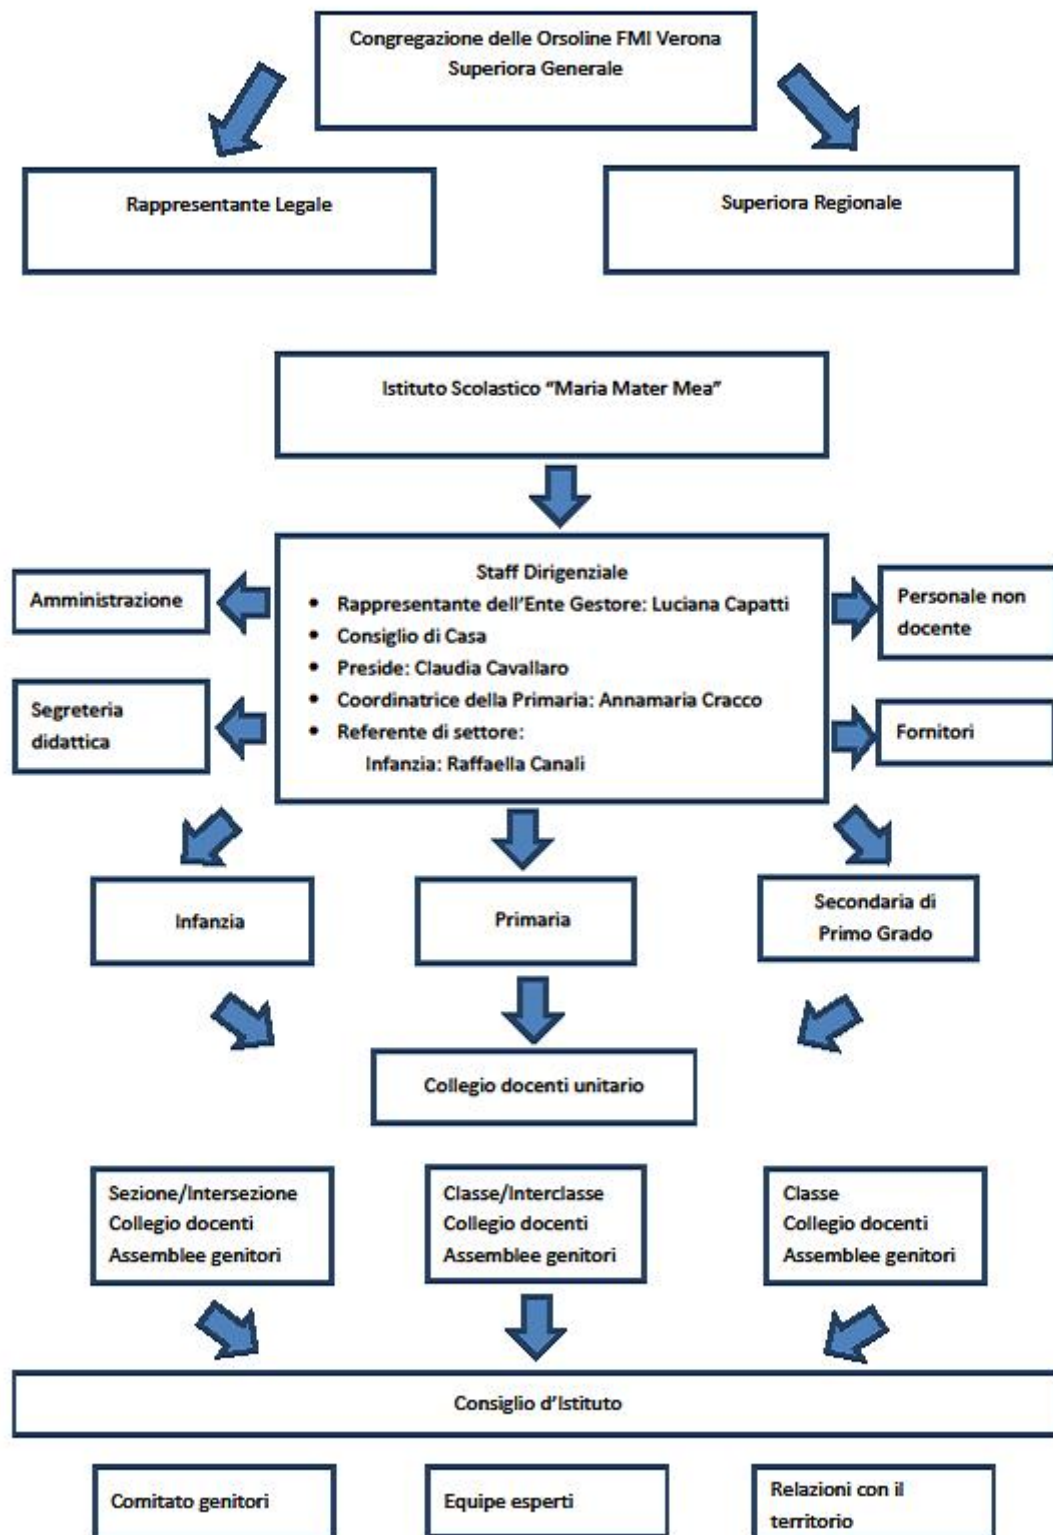 Congregazione delle Orsoline FMI Verona
Superiora Generale
Rappresentante Legale
Superiora Regionale
Istituto Scolastico “Maria Mater Mea”
Staff Dirigenziale
• Rappresentante dell’Ente Gestore: Luciana Capatti
• Consiglio di Casa
• Preside: Claudia Cavallaro
• Coordinatrice della Primaria: Annamaria Cracco
• Referente di settore:
Infanzia: Raffaella Canali
Amministrazione
Segreteria
didattica
Personale non
docente
Fornitori
Infanzia
Primaria
Secondaria di
Primo Grado
Collegio docenti unitario
Sezione/Intersezione
Collegio docenti
Assemblee genitori
Classe/Interclasse
Collegio docenti
Assemblee genitori
Classe
Collegio docenti
Assemblee genitori
Consiglio d’Istituto
Comitato genitori
Equipe esperti
Relazioni con il
territorio